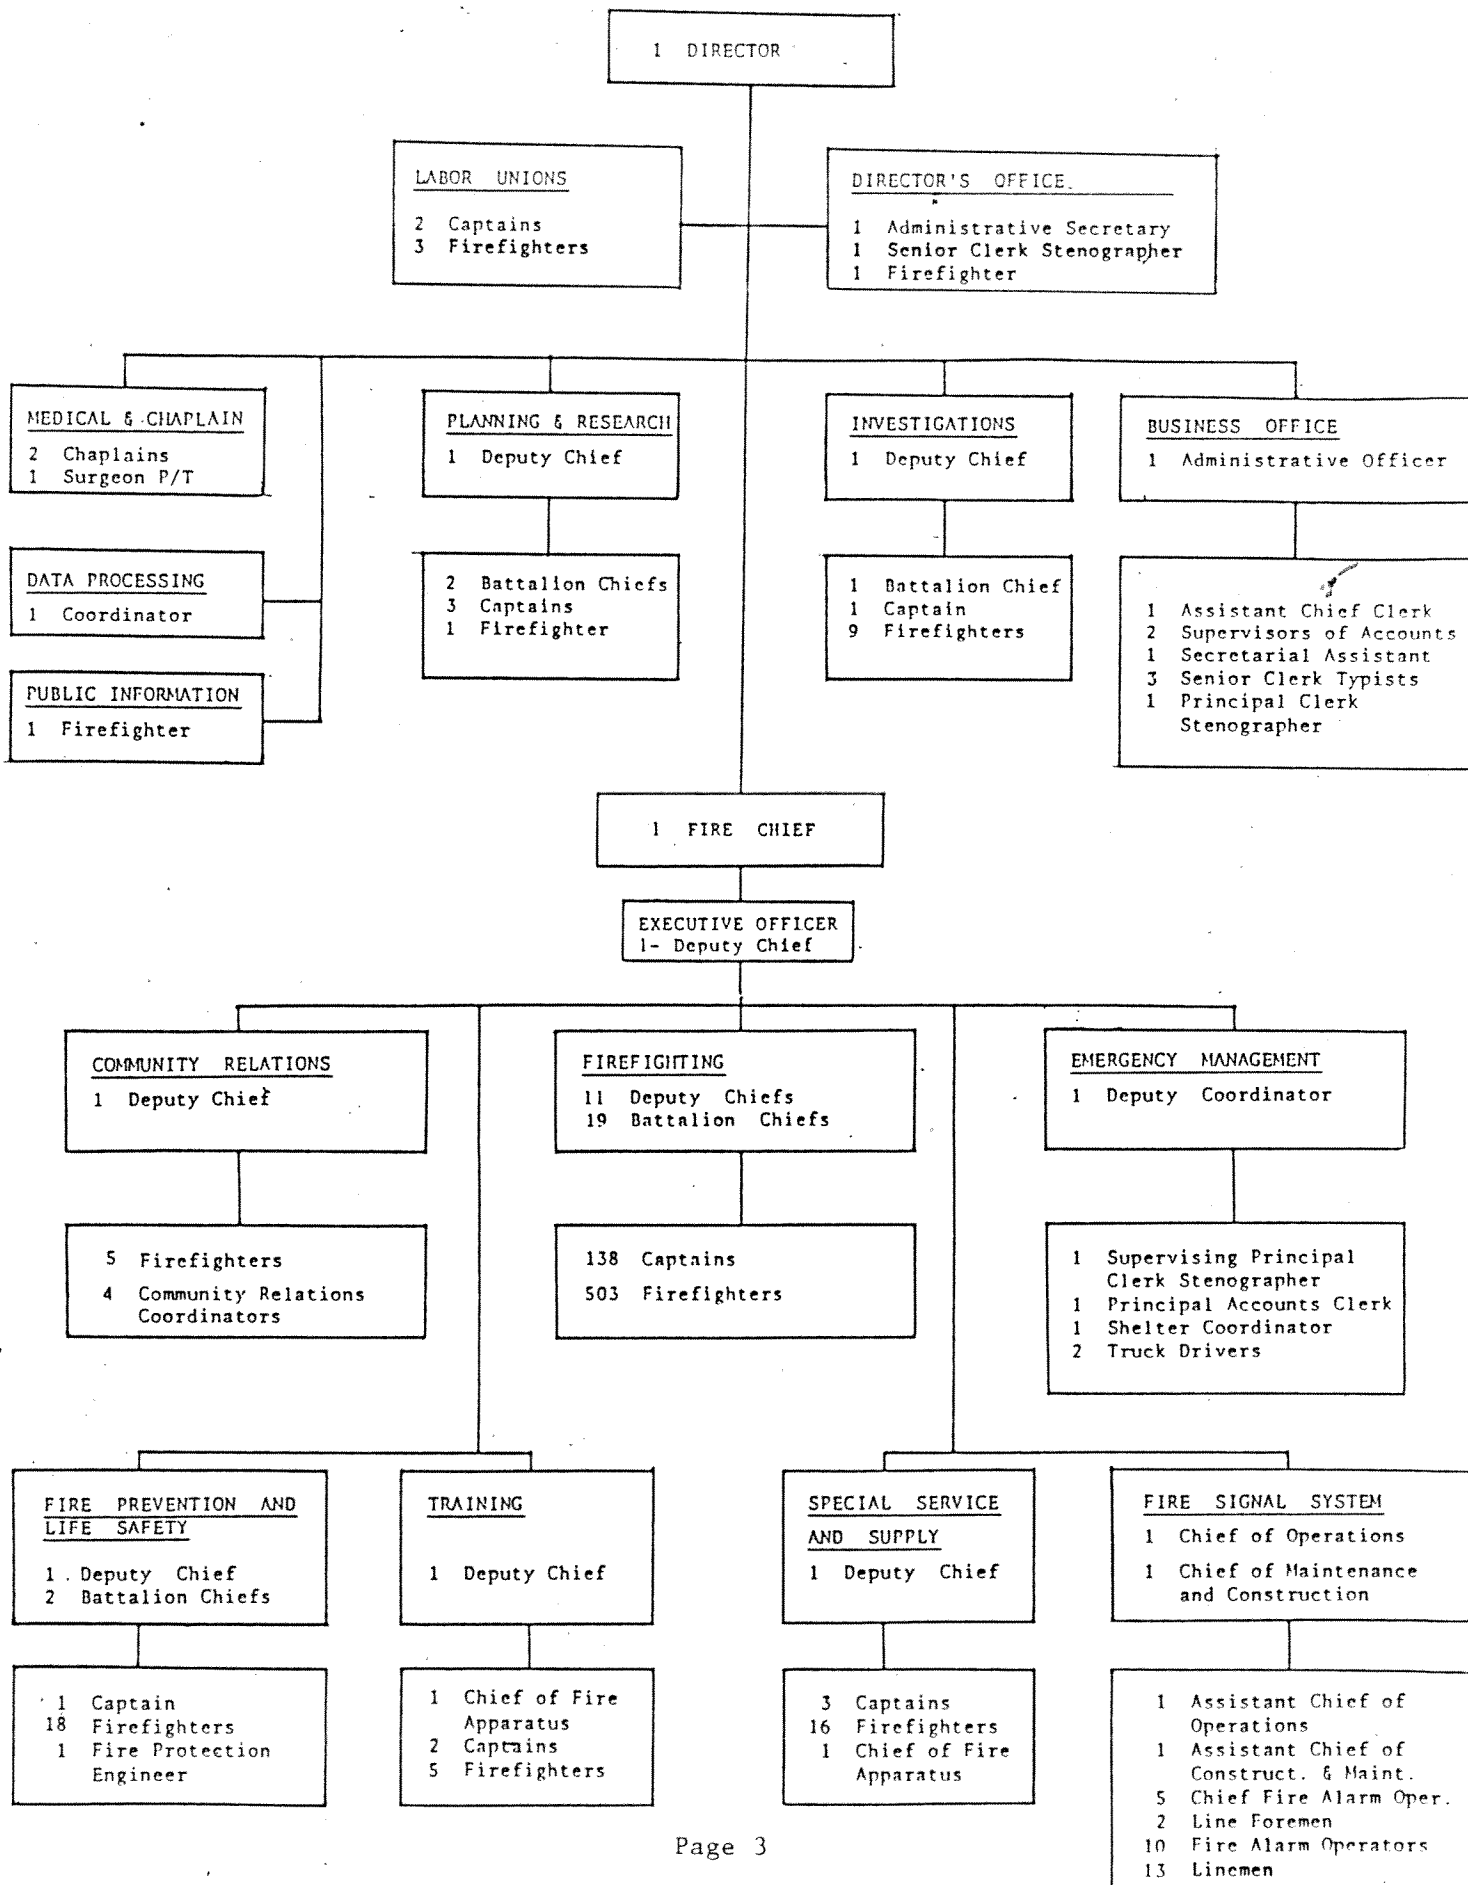 1 DIRECTOR
LABOR UNIONS
2 Captains
3 Firefighters
DIRECTOR'S OFFICE
1 Administrative Secretary
1 Senior Clerk Stenographer
1 Firefighter
MEDICAL & CHAPLAIN
2 Chaplains
1 Surgeon P/T
PLANNING & RESEARCH
1 Deputy Chief
INVESTIGATIONS
1 Deputy Chief
BUSINESS OFFICE
1 Administrative Officer
DATA PROCESSING
1 Coordinator
2 Battalion Chiefs
3 Captains
1 Firefighter
1 Battalion Chief
1 Captain
9 Firefighters
1 Assistant Chief Clerk
2 Supervisors of Accounts
1 Secretarial Assistant
3 Senior Clerk Typists
1 Principal Clerk
Stenographer
PUBLIC INFORMATION
1 Firefighter
1 FIRE CHIEF
EXECUTIVE OFFICER
1- Deputy Chief
COMMUNITY RELATIONS
1 Deputy Chief
FIREFIGHTING
11 Deputy Chiefs
19 Battalion Chiefs
EMERGENCY MANAGEMENT
1 Deputy Coordinator
5 Firefighters
4 Community Relations
Coordinators
138 Captains
503 Firefighters
1 Supervising Principal
Clerk Stenographer
1 Principal Accounts Clerk
1 Shelter Coordinator
2 Truck Drivers
FIRE PREVENTION AND
LIFE SAFETY
1 Deputy Chief
2 Battalion Chiefs
TRAINING
1 Deputy Chief
SPECIAL SERVICE
AND SUPPLY
1 Deputy Chief
FIRE SIGNAL SYSTEM
1 Chief of Operations
1 Chief of Maintenance
and Construction
1 Captain
18 Firefighters
1 Fire Protection
Engineer
1 Chief of Fire
Apparatus
2 Captains
5 Firefighters
3 Captains
16 Firefighters
1 Chief of Fire
Apparatus
1 Assistant Chief of
Operations
1 Assistant Chief of
Construct. & Maint.
5 Chief Fire Alarm Oper.
2 Line Foremen
10 Fire Alarm Operators
13 Linemen
Page 3